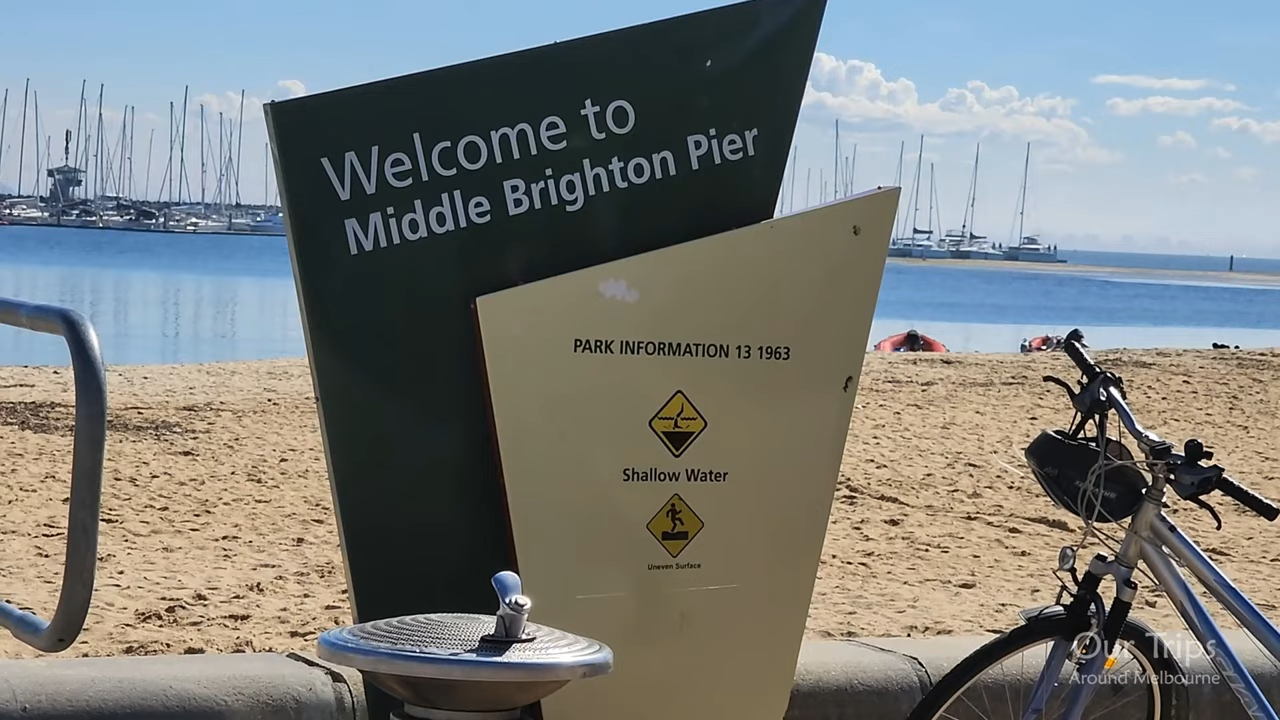 Welcome to
Middle Brighton Pier
PARK INFORMATION 13 1963
Shallow Water
Uneven Surface
Our Trips
Around Melbourne